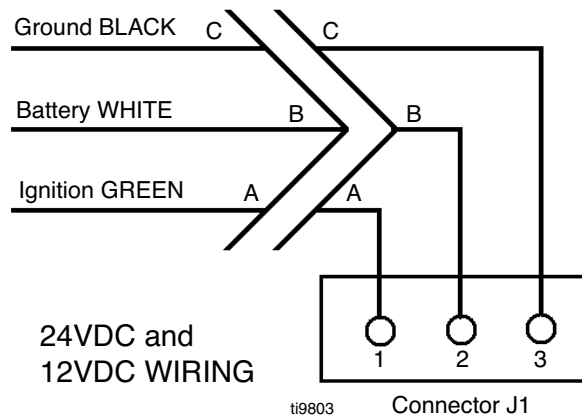 Ground BLACK C C
Battery WHITE B B
Ignition GREEN A A
1 2 3
24VDC and
12VDC WIRING
ti9803 Connector J1